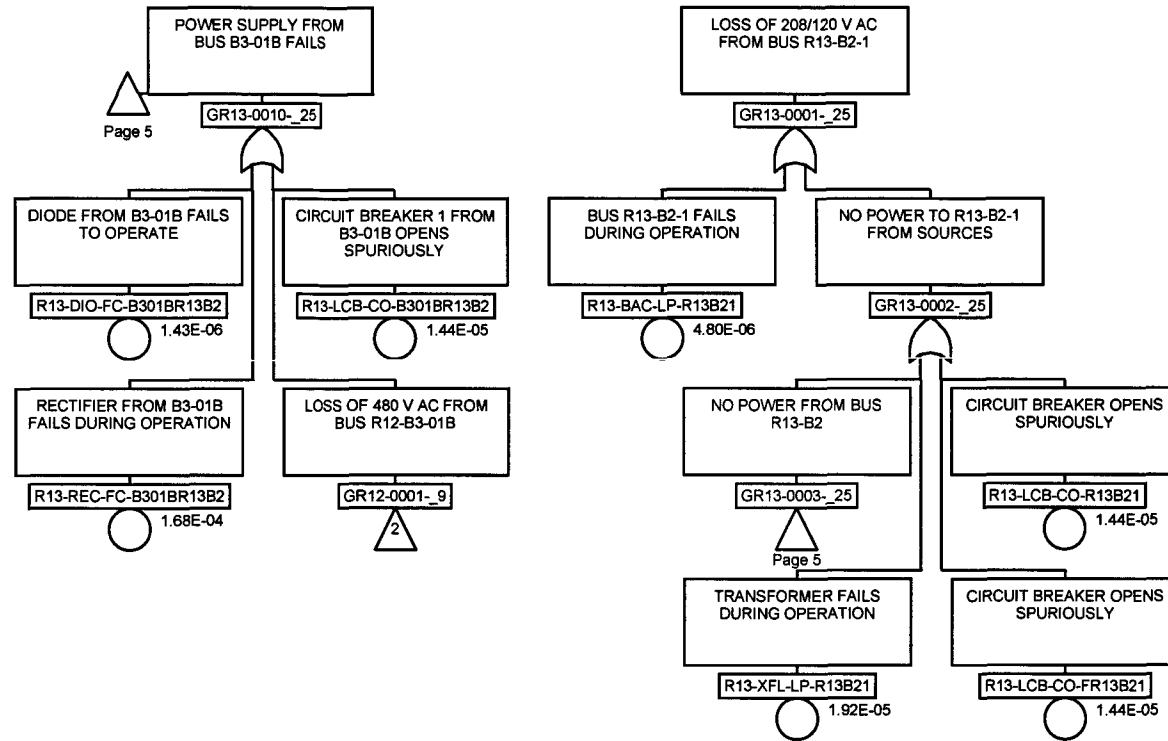 POWER SUPPLY FROM
BUS B3-01B FAILS
Page 5
GR13-0010-_25
DIODE FROM B3-01B FAILS
TO OPERATE
R13-DIO-FC-B301BR13B2
1.43E-06
CIRCUIT BREAKER 1 FROM
B3-01B OPENS
SPURIOUSLY
R13-LCB-CO-B301BR13B2
1.44E-05
RECTIFIER FROM B3-01B
FAILS DURING OPERATION
R13-REC-FC-B301BR13B2
1.68E-04
LOSS OF 480 V AC FROM
BUS R12-B3-01B
GR12-0001-_9
2
LOSS OF 208/120 V AC
FROM BUS R13-B2-1
GR13-0001-_25
BUS R13-B2-1 FAILS
DURING OPERATION
R13-BAC-LP-R13B21
4.80E-06
NO POWER TO R13-B2-1
FROM SOURCES
GR13-0002-_25
NO POWER FROM BUS
R13-B2
GR13-0003-_25
Page 5
CIRCUIT BREAKER OPENS
SPURIOUSLY
R13-LCB-CO-R13B21
1.44E-05
TRANSFORMER FAILS
DURING OPERATION
R13-XFL-LP-R13B21
1.92E-05
CIRCUIT BREAKER OPENS
SPURIOUSLY
R13-LCB-CO-FR13B21
1.44E-05